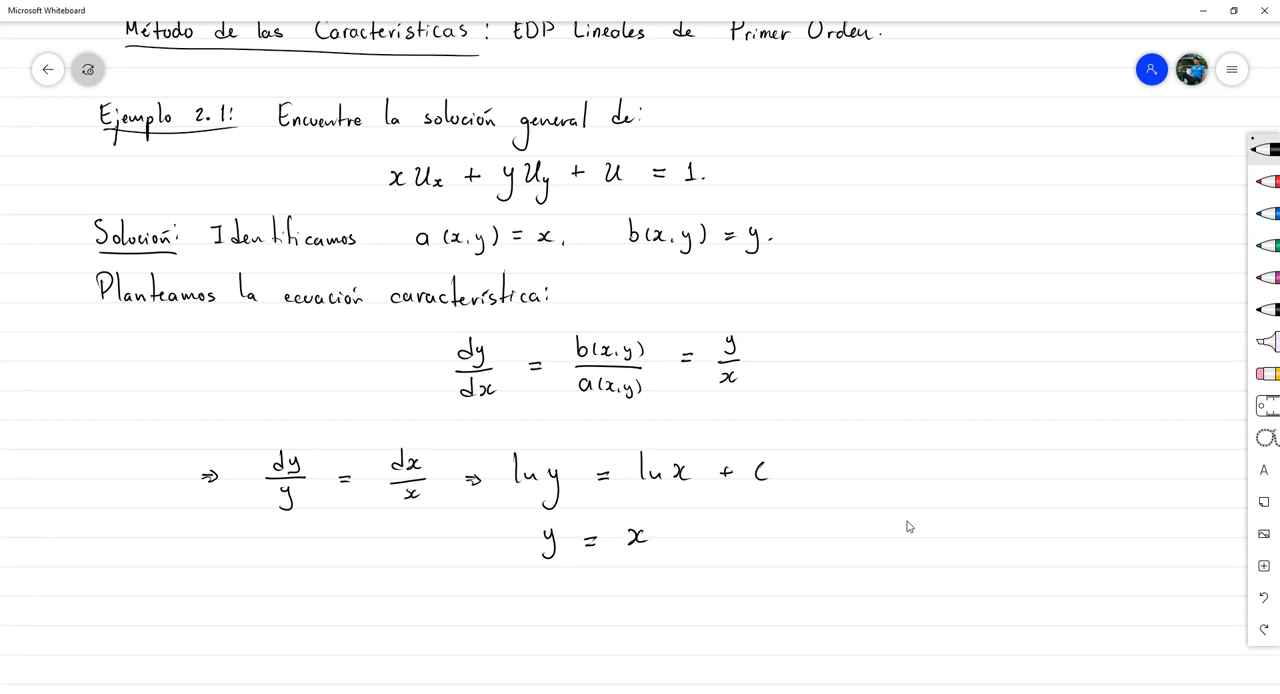 Microsoft Whiteboard
Método de las Características : EDP Lineales de Primer Orden.
Ejemplo 2.1: Encuentre la solución general de:
x Ux + y Uy + u = 1.
Solución: Identificamos a(x,y) = x, b(x,y) = y.
Planteamos la ecuación característica:
dy/dx = b(x,y)/a(x,y) = y/x
⇒ dy/y = dx/x ⇒ ln y = ln x + C
y = x
A